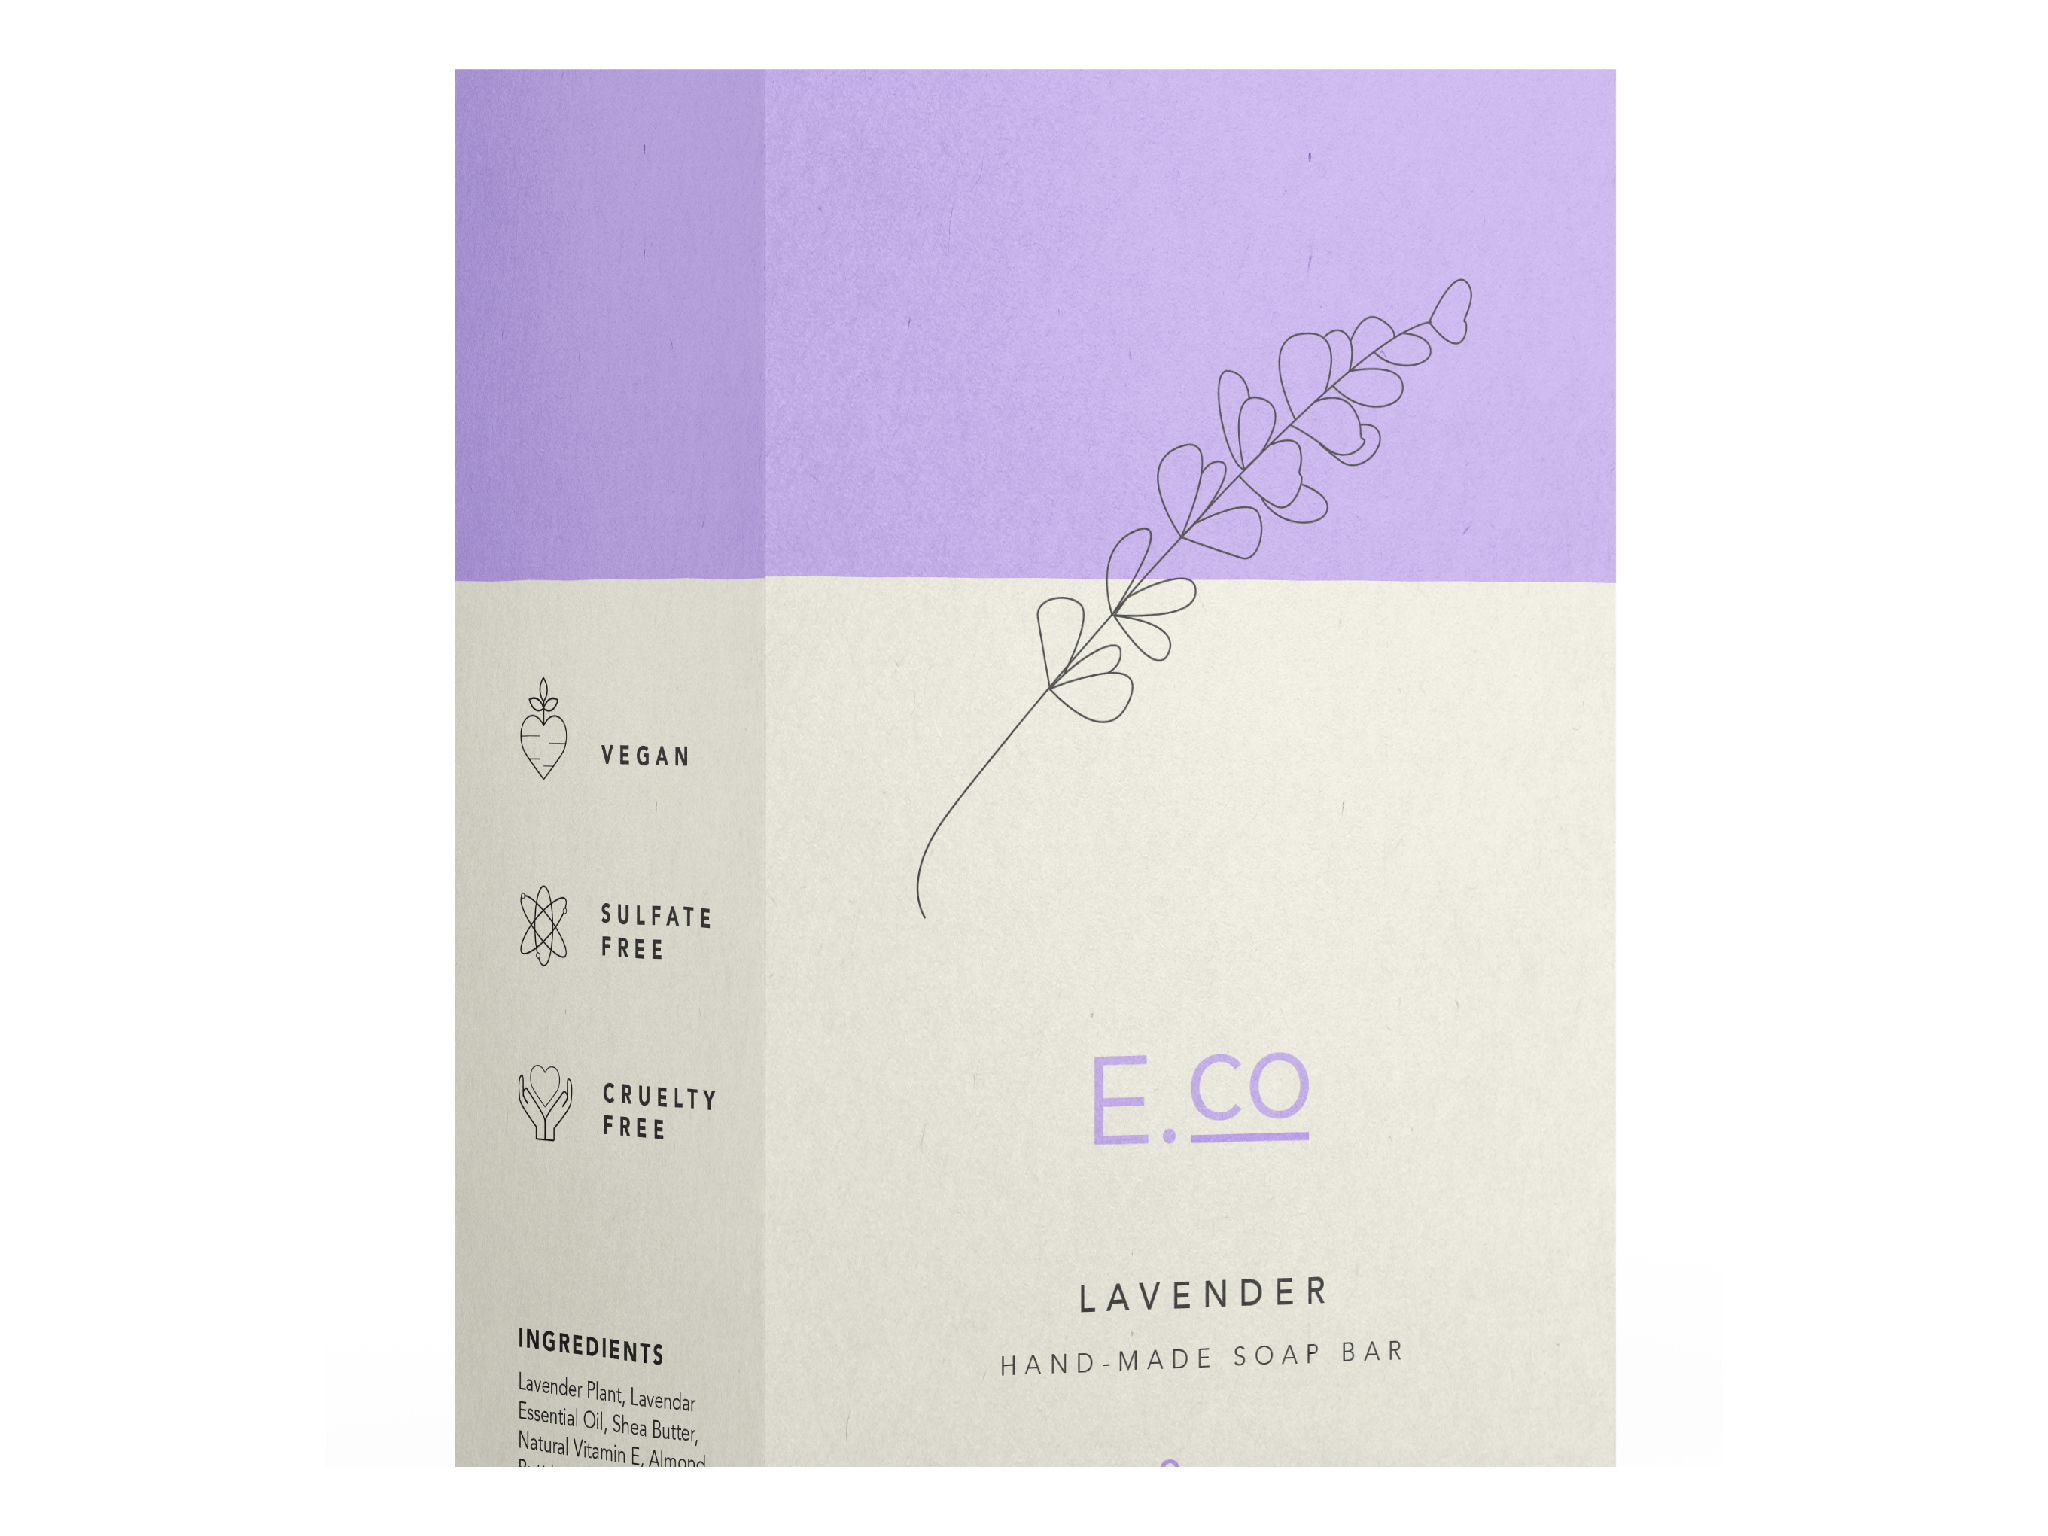 VEGAN
SULFATE
FREE
CRUELTY
FREE
INGREDIENTS
Lavender Plant, Lavendar
Essential Oil, Shea Butter,
Natural Vitamin E, Almond
E.CO
LAVENDER
HAND-MADE SOAP BAR